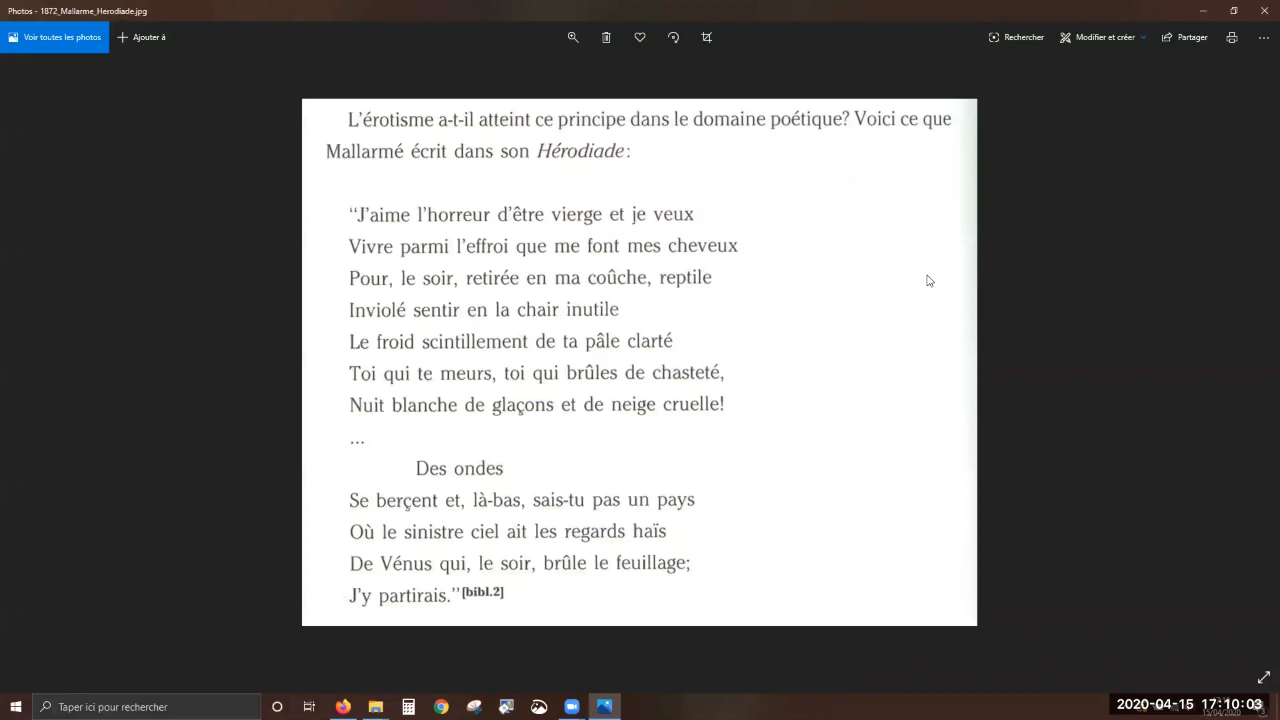 Photos - 1872_Mallarme_Herodiade.jpg
Voir toutes les photos
Ajouter à
Rechercher
Modifier et créer
Partager
L'érotisme a-t-il atteint ce principe dans le domaine poétique? Voici ce que
Mallarmé écrit dans son Hérodiade:
“J'aime l'horreur d'être vierge et je veux
Vivre parmi l'effroi que me font mes cheveux
Pour, le soir, retirée en ma coûche, reptile
Inviolé sentir en la chair inutile
Le froid scintillement de ta pâle clarté
Toi qui te meurs, toi qui brûles de chasteté,
Nuit blanche de glaçons et de neige cruelle!
...
Des ondes
Se berçent et, là-bas, sais-tu pas un pays
Où le sinistre ciel ait les regards haïs
De Vénus qui, le soir, brûle le feuillage;
J'y partirais.”[bibl.2]
Taper ici pour rechercher
2020-04-15 17:10:03
15/04/2020